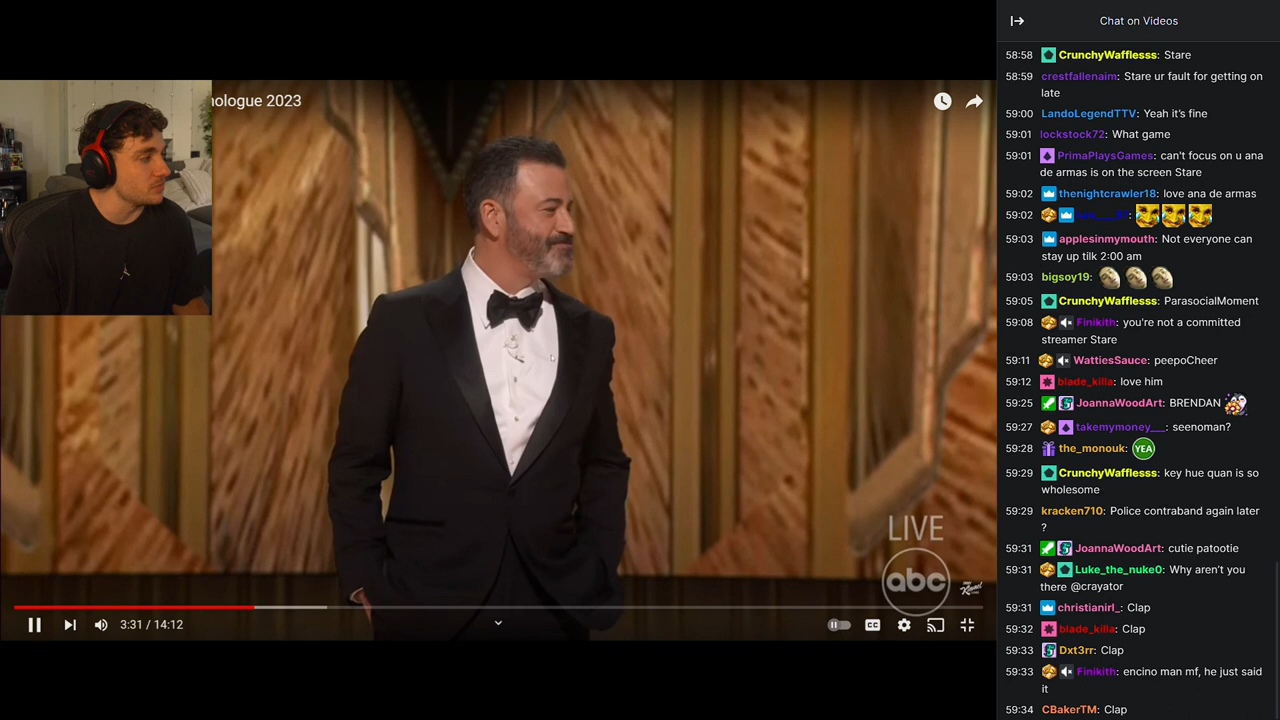 Chat on Videos
nologue 2023
58:58 CrunchyWafflesss: Stare
58:59 crestfallenaim: Stare ur fault for getting on
late
59:00 LandoLegendTTV: Yeah it's fine
59:01 lockstock72: What game
59:01 PrimaPlaysGames: can't focus on u ana
de armas is on the screen Stare
59:02 thenightcrawler18: love ana de armas
59:02
59:03 applesinmymouth: Not everyone can
stay up tilk 2:00 am
59:03 bigsoy19:
59:05 CrunchyWafflesss: ParasocialMoment
59:08 Finikith: you're not a committed
streamer Stare
59:11 WattiesSauce: peepoCheer
59:12 blade_killa: love him
59:25 JoannaWoodArt: BRENDAN
59:27 takemymoney___: seenoman?
59:28 the_monouk: YEA
59:29 CrunchyWafflesss: key hue quan is so
wholesome
59:29 kracken710: Police contraband again later
?
59:31 JoannaWoodArt: cutie patootie
59:31 Luke_the_nuke0: Why aren't you
there @crayator
59:31 christianirl_: Clap
59:32 blade_killa: Clap
59:33 Dxt3rr: Clap
59:33 Finikith: encino man mf, he just said
it
59:34 CBakerTM: Clap
LIVE
abc
3:31 / 14:12
CC